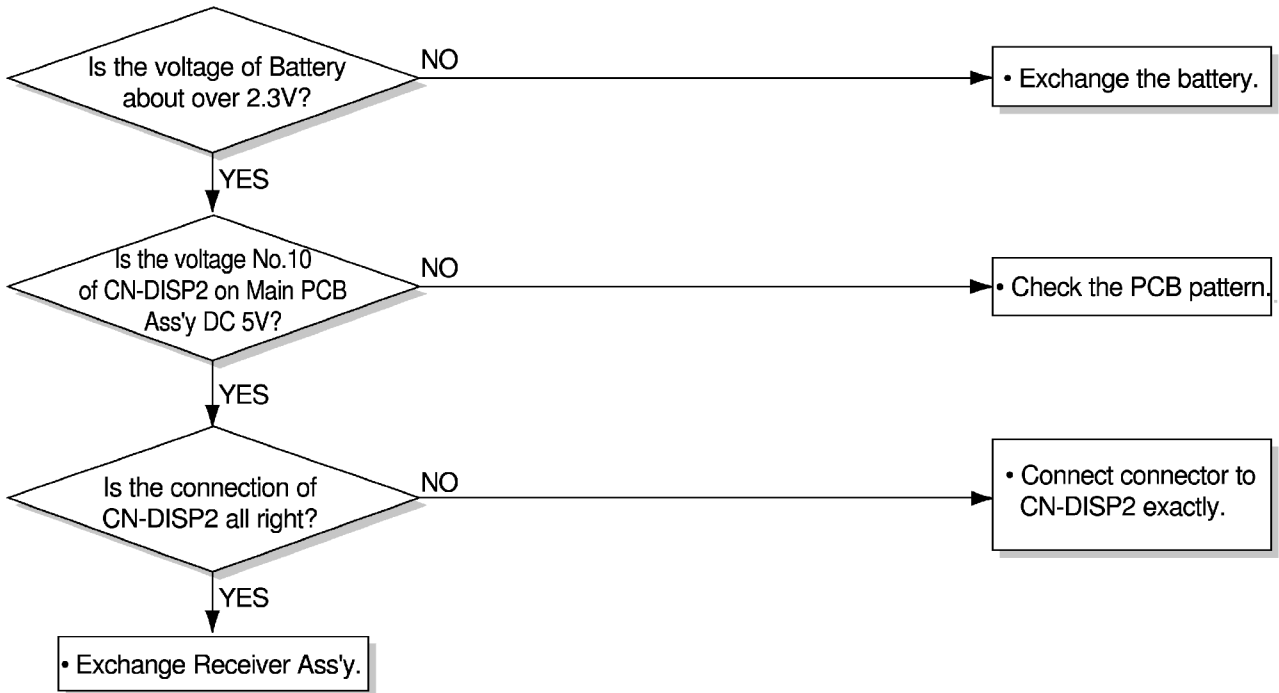 Is the voltage of Battery
about over 2.3V?
NO
• Exchange the battery.
YES
Is the voltage No.10
of CN-DISP2 on Main PCB
Ass'y DC 5V?
NO
• Check the PCB pattern.
YES
Is the connection of
CN-DISP2 all right?
NO
• Connect connector to
CN-DISP2 exactly.
YES
• Exchange Receiver Ass'y.